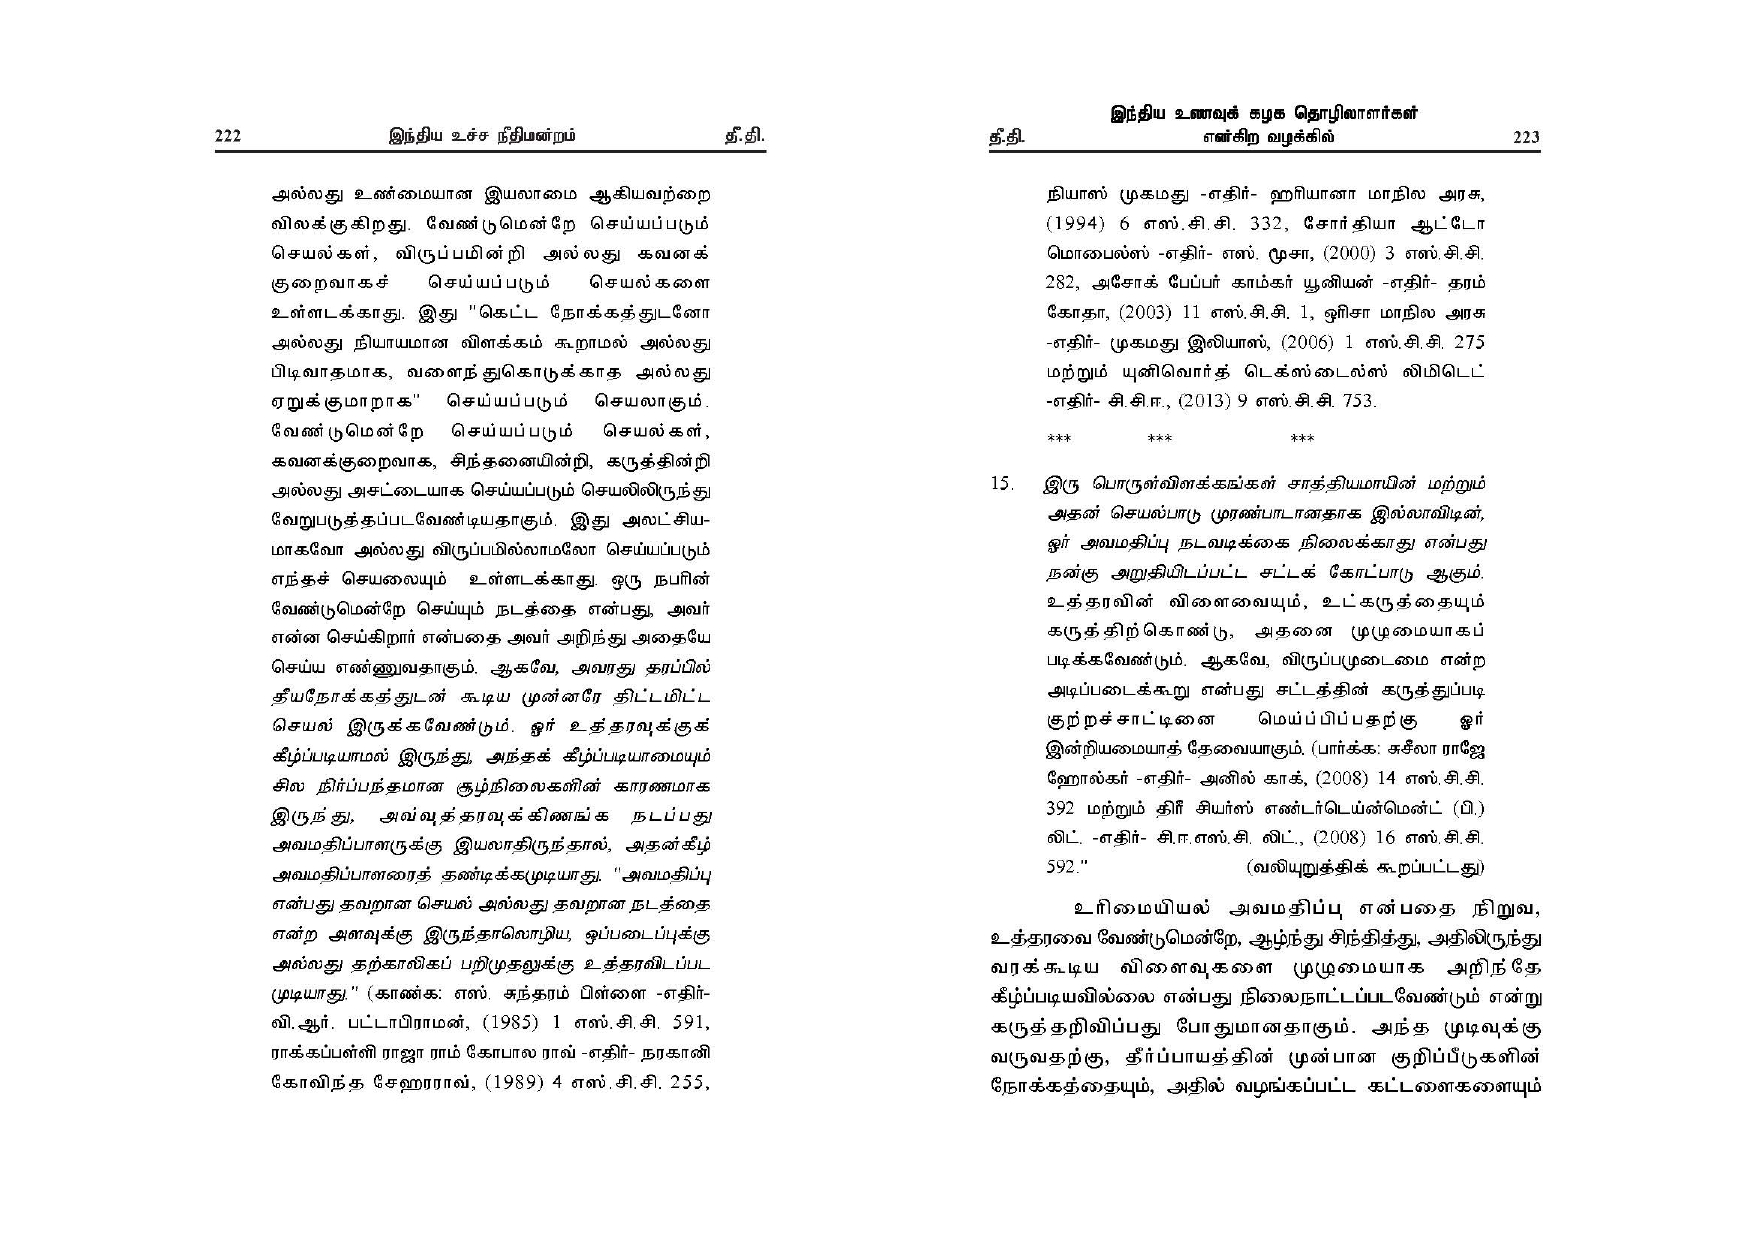 222 இந்திய உச்ச நீதிமன்றம் தீ.தி.
அல்லது உண்மையான இயலாமை ஆகியவற்றை
விலக்குகிறது. வேண்டுமென்றே செய்யப்படும்
செயல்கள், விருப்பமின்றி அல்லது கவனக்
குறைவாகச் செய்யப்படும் செயல்களை
உள்ளடக்காது. இது "கெட்ட நோக்கத்துடனோ
அல்லது நியாயமான விளக்கம் கூறாமல் அல்லது
பிடிவாதமாக, வளைந்துகொடுக்காத அல்லது
ஏறுக்குமாறாக" செய்யப்படும் செயலாகும்.
வேண்டுமென்றே செய்யப்படும் செயல்கள்,
கவனக்குறைவாக, சிந்தனையின்றி, கருத்தின்றி
அல்லது அசட்டையாக செய்யப்படும் செயலிலிருந்து
வேறுபடுத்தப்படவேண்டியதாகும். இது அலட்சிய-
மாகவோ அல்லது விருப்பமில்லாமலோ செய்யப்படும்
எந்தச் செயலையும் உள்ளடக்காது. ஒரு நபரின்
வேண்டுமென்றே செய்யும் நடத்தை என்பது, அவர்
என்ன செய்கிறார் என்பதை அவர் அறிந்து அதையே
செய்ய எண்ணுவதாகும். ஆகவே, அவரது தரப்பில்
தீயநோக்கத்துடன் கூடிய முன்னரே திட்டமிட்ட
செயல் இருக்கவேண்டும். ஓர் உத்தரவுக்குக்
கீழ்ப்படியாமல் இருந்து, அந்தக் கீழ்ப்படியாமையும்
சில நிர்ப்பந்தமான சூழ்நிலைகளின் காரணமாக
இருந்து, அவ்வுத்தரவுக்கிணங்க நடப்பது
அவமதிப்பாளருக்கு இயலாதிருந்தால், அதன்கீழ்
அவமதிப்பாளரைத் தண்டிக்கமுடியாது. "அவமதிப்பு
என்பது தவறான செயல் அல்லது தவறான நடத்தை
என்ற அளவுக்கு இருந்தாலொழிய, ஒப்படைப்புக்கு
அல்லது தற்காலிகப் பறிமுதலுக்கு உத்தரவிடப்பட
முடியாது." (காண்க: எஸ். சுந்தரம் பிள்ளை -எதிர்-
வி.ஆர். பட்டாபிராமன், (1985) 1 எஸ்.சி.சி. 591,
ராக்கப்பள்ளி ராஜா ராம் கோபால ராவ் -எதிர்- நரகானி
கோவிந்த சேஹரராவ், (1989) 4 எஸ்.சி.சி. 255,
இந்திய உணவுக் கழக தொழிலாளர்கள்
தீ.தி. என்கிற வழக்கில் 223
நியாஸ் முகமது -எதிர்- ஹரியானா மாநில அரசு,
(1994) 6 எஸ்.சி.சி. 332, சோர்தியா ஆட்டோ
மொபைல்ஸ் -எதிர்- எஸ். மூசா, (2000) 3 எஸ்.சி.சி.
282, அசோக் பேப்பர் காம்கர் யூனியன் -எதிர்- தரம்
கோதா, (2003) 11 எஸ்.சி.சி. 1, ஒரிசா மாநில அரசு
-எதிர்- முகமது இலியாஸ், (2006) 1 எஸ்.சி.சி. 275
மற்றும் யுனிவொர்த் டெக்ஸ்டைல்ஸ் லிமிடெட்
-எதிர்- சி.சி.ஈ., (2013) 9 எஸ்.சி.சி. 753.
*** *** ***
15. இரு பொருள்விளக்கங்கள் சாத்தியமாயின் மற்றும்
அதன் செயல்பாடு முரண்பாடானதாக இல்லாவிடின்,
ஓர் அவமதிப்பு நடவடிக்கை நிலைக்காது என்பது
நன்கு அறுதியிடப்பட்ட சட்டக் கோட்பாடு ஆகும்.
உத்தரவின் விளைவையும், உட்கருத்தையும்
கருத்திற்கொண்டு, அதனை முழுமையாகப்
படிக்கவேண்டும். ஆகவே, விருப்பமுடைமை என்ற
அடிப்படைக்கூறு என்பது சட்டத்தின் கருத்துப்படி
குற்றச்சாட்டினை மெய்ப்பிப்பதற்கு ஓர்
இன்றியமையாத் தேவையாகும். (பார்க்க: சுசீலா ராஜே
ஹோல்கர் -எதிர்- அனில் காக், (2008) 14 எஸ்.சி.சி.
392 மற்றும் திரீ சியர்ஸ் எண்டர்டெய்ன்மென்ட் (பி.)
லிட். -எதிர்- சி.ஈ.எஸ்.சி. லிட்., (2008) 16 எஸ்.சி.சி.
592." (வலியுறுத்திக் கூறப்பட்டது)
உரிமையியல் அவமதிப்பு என்பதை நிறுவ,
உத்தரவை வேண்டுமென்றே, ஆழ்ந்து சிந்தித்து, அதிலிருந்து
வரக்கூடிய விளைவுகளை முழுமையாக அறிந்தே
கீழ்ப்படியவில்லை என்பது நிலைநாட்டப்படவேண்டும் என்று
கருத்தறிவிப்பது போதுமானதாகும். அந்த முடிவுக்கு
வருவதற்கு, தீர்ப்பாயத்தின் முன்பான குறிப்பீடுகளின்
நோக்கத்தையும், அதில் வழங்கப்பட்ட கட்டளைகளையும்